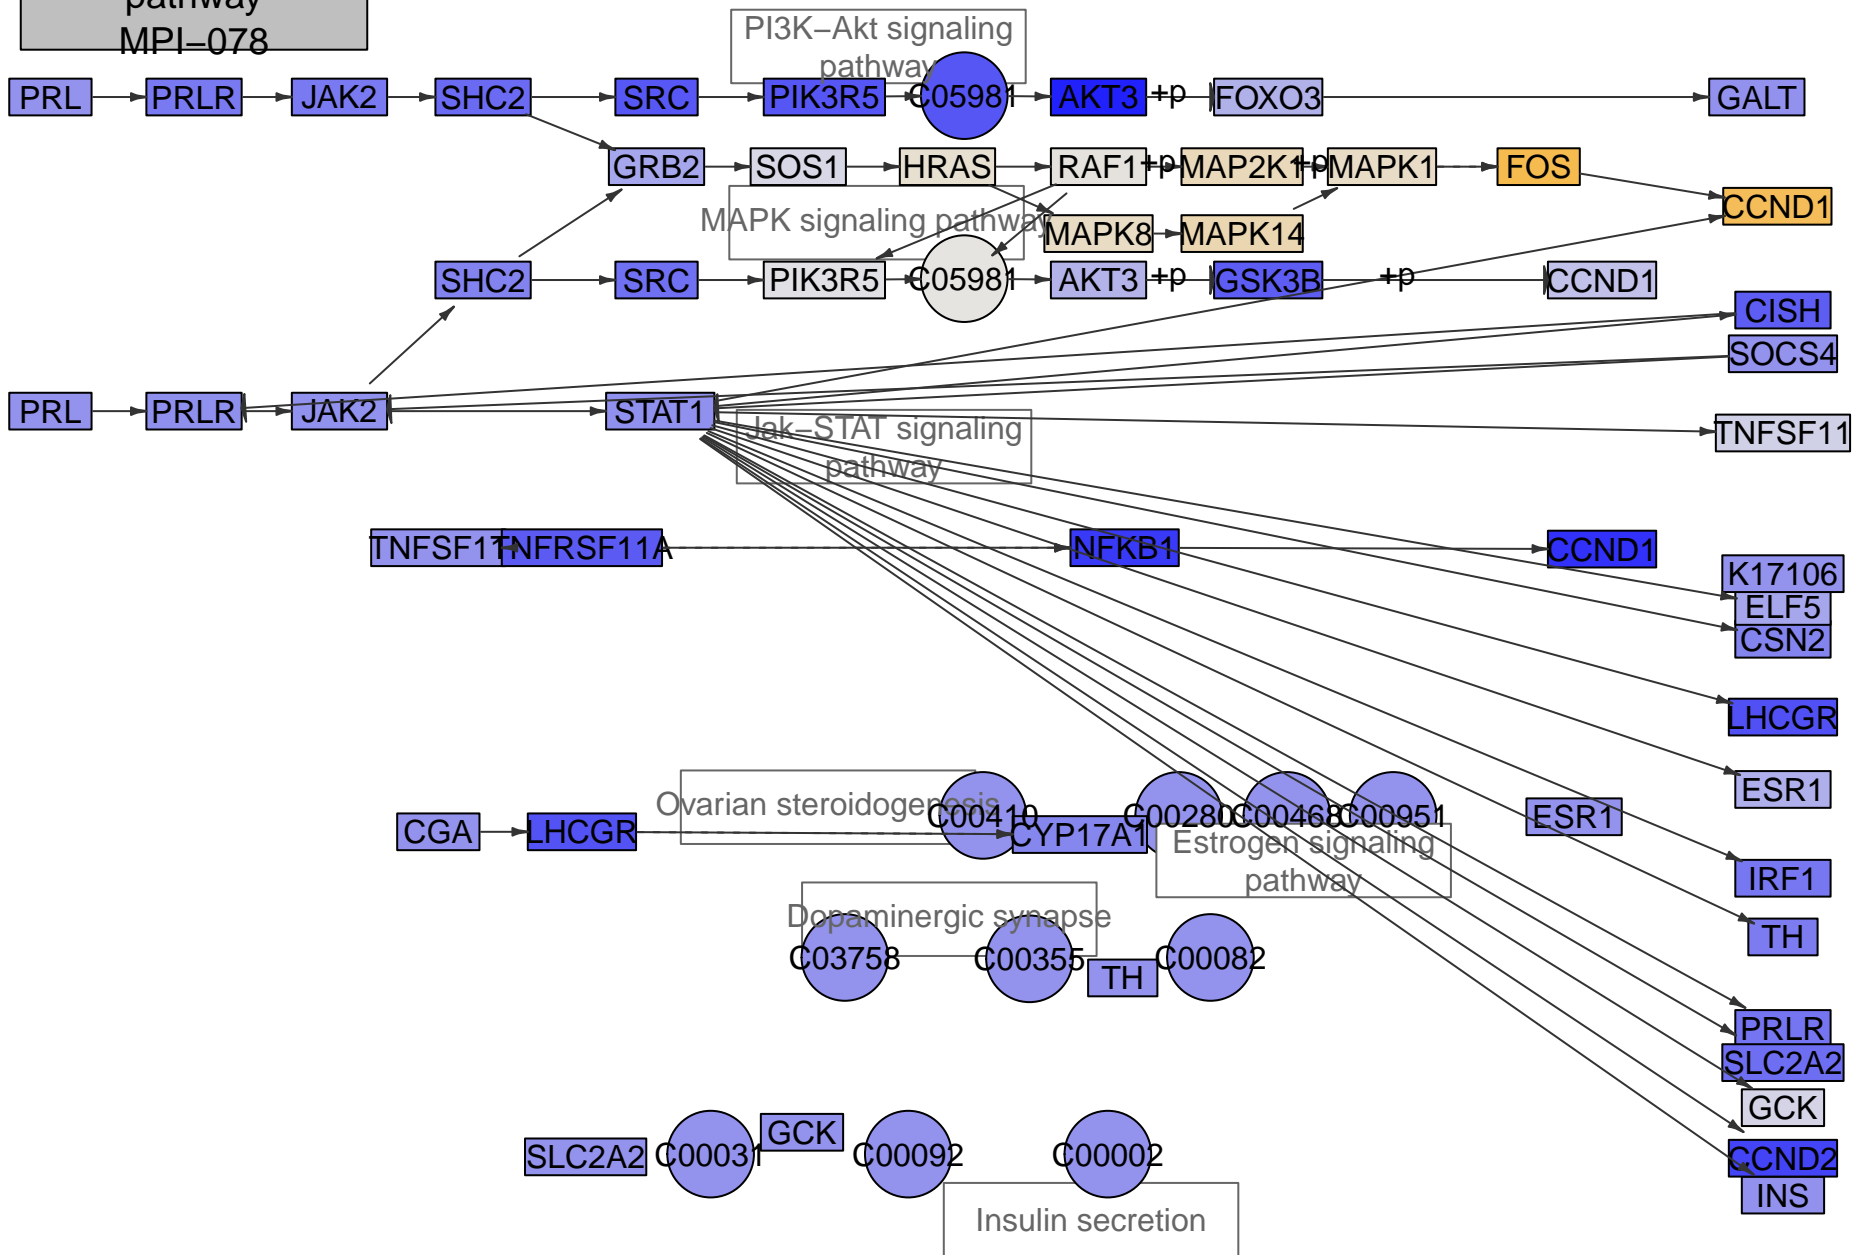 pathway
MPI−078
PI3K−Akt signaling
pathway
PRL
PRLR
JAK2
SHC2
SRC
PIK3R5
C05981
AKT3
+p
FOXO3
GALT
GRB2
SOS1
HRAS
RAF1
+p
MAP2K1
+p
MAPK1
FOS
CCND1
MAPK signaling pathway
MAPK8
MAPK14
SHC2
SRC
PIK3R5
C05981
AKT3
+p
GSK3B
+p
CCND1
CISH
SOCS4
PRL
PRLR
JAK2
STAT1
Jak−STAT signaling
pathway
TNFSF11
TNFSF11
TNFRSF11A
NFKB1
CCND1
K17106
ELF5
CSN2
LHCGR
ESR1
Ovarian steroidogenesis
C00410
C00280
C00468
C00951
ESR1
CGA
LHCGR
CYP17A1
Estrogen signaling
pathway
IRF1
Dopaminergic synapse
TH
C03758
C00355
TH
C00082
PRLR
SLC2A2
GCK
SLC2A2
C00031
GCK
C00092
C00002
CCND2
INS
Insulin secretion